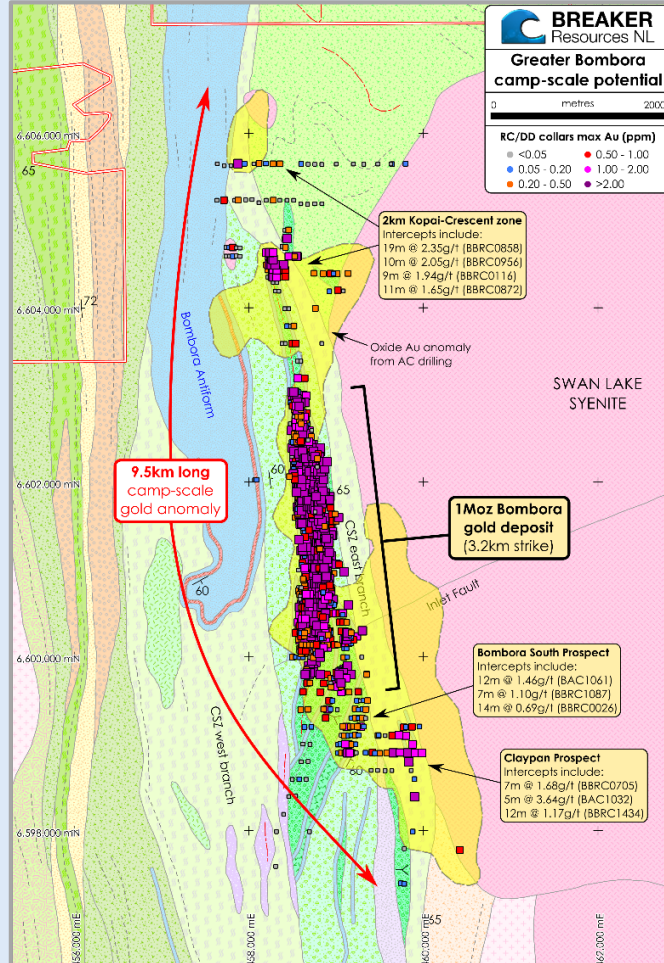 BREAKER
Resources NL
Greater Bombora
camp-scale potential
0 metres 2000
RC/DD collars max Au (ppm)
<0.05 0.50 - 1.00
0.05 - 0.20 1.00 - 2.00
0.20 - 0.50 >2.00
6.606.000 mN
65
2km Kopai-Crescent zone
Intercepts include:
19m @ 2.35g/t (BBRC0858)
10m @ 2.05g/t (BBRC0956)
9m @ 1.94g/t (BBRC0116)
11m @ 1.65g/t (BBRC0872)
6.604.000 mN
72
Bombora Antiform
Oxide Au anomaly
from AC drilling
SWAN LAKE
SYENITE
9.5km long
camp-scale
gold anomaly
6.602.000 mN
60
65
CSZ east branch
1Moz Bombora
gold deposit
(3.2km strike)
60
Inlet Fault
6.600.000 mN
Bombora South Prospect
Intercepts include:
12m @ 1.46g/t (BAC1061)
7m @ 1.10g/t (BBRC1087)
14m @ 0.69g/t (BBRC0026)
CSZ west branch
60
Claypan Prospect
Intercepts include:
7m @ 1.68g/t (BBRC0705)
5m @ 3.64g/t (BAC1032)
12m @ 1.17g/t (BBRC1434)
6.598.000 mN
65